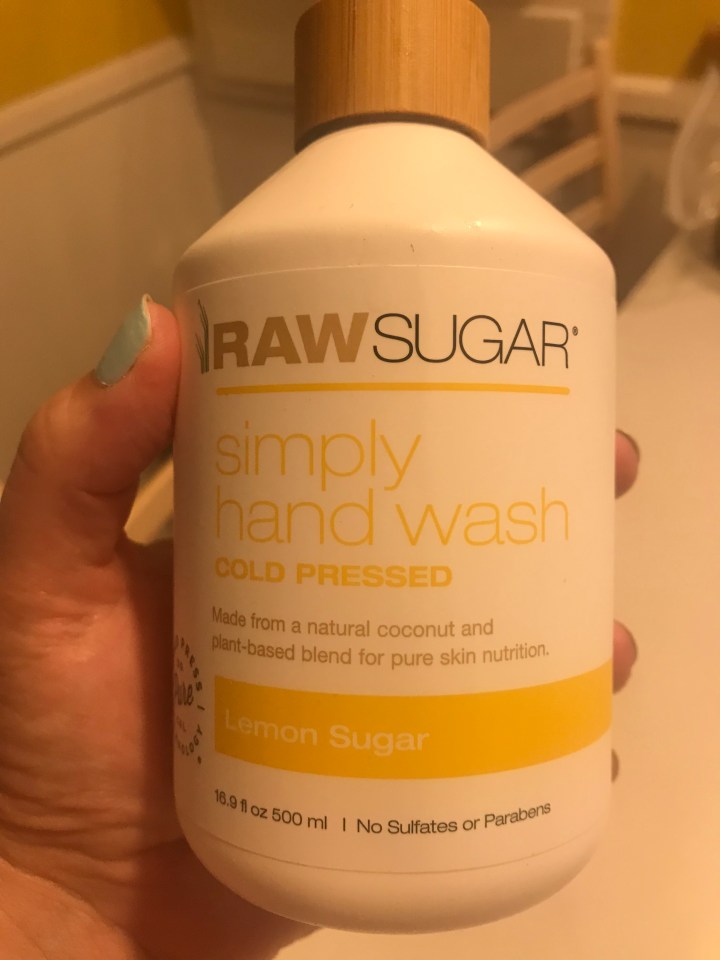 RAWSUGAR®
simply
hand wash
COLD PRESSED
Made from a natural coconut and
plant-based blend for pure skin nutrition.
Lemon Sugar
16.9 fl oz 500 ml | No Sulfates or Parabens